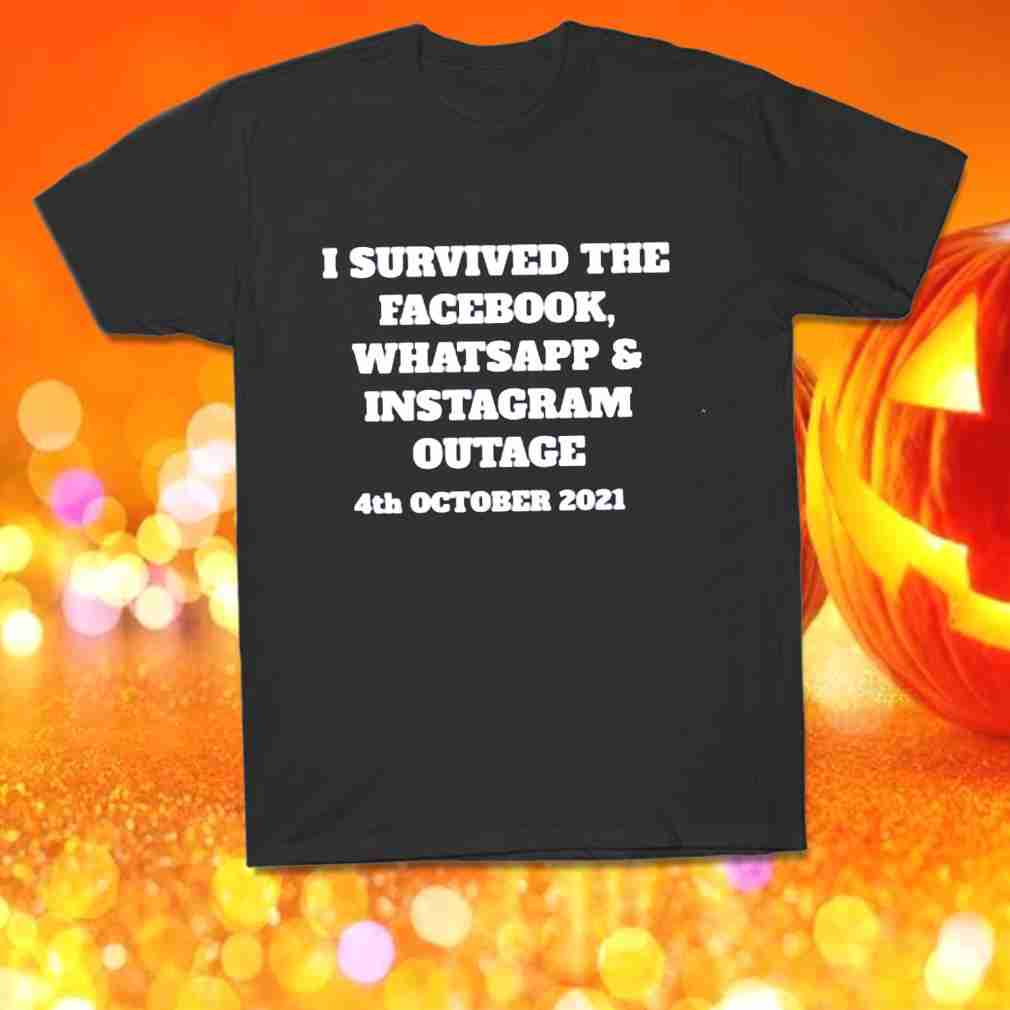 I SURVIVED THE
FACEBOOK,
WHATSAPP &
INSTAGRAM
OUTAGE
4th OCTOBER 2021